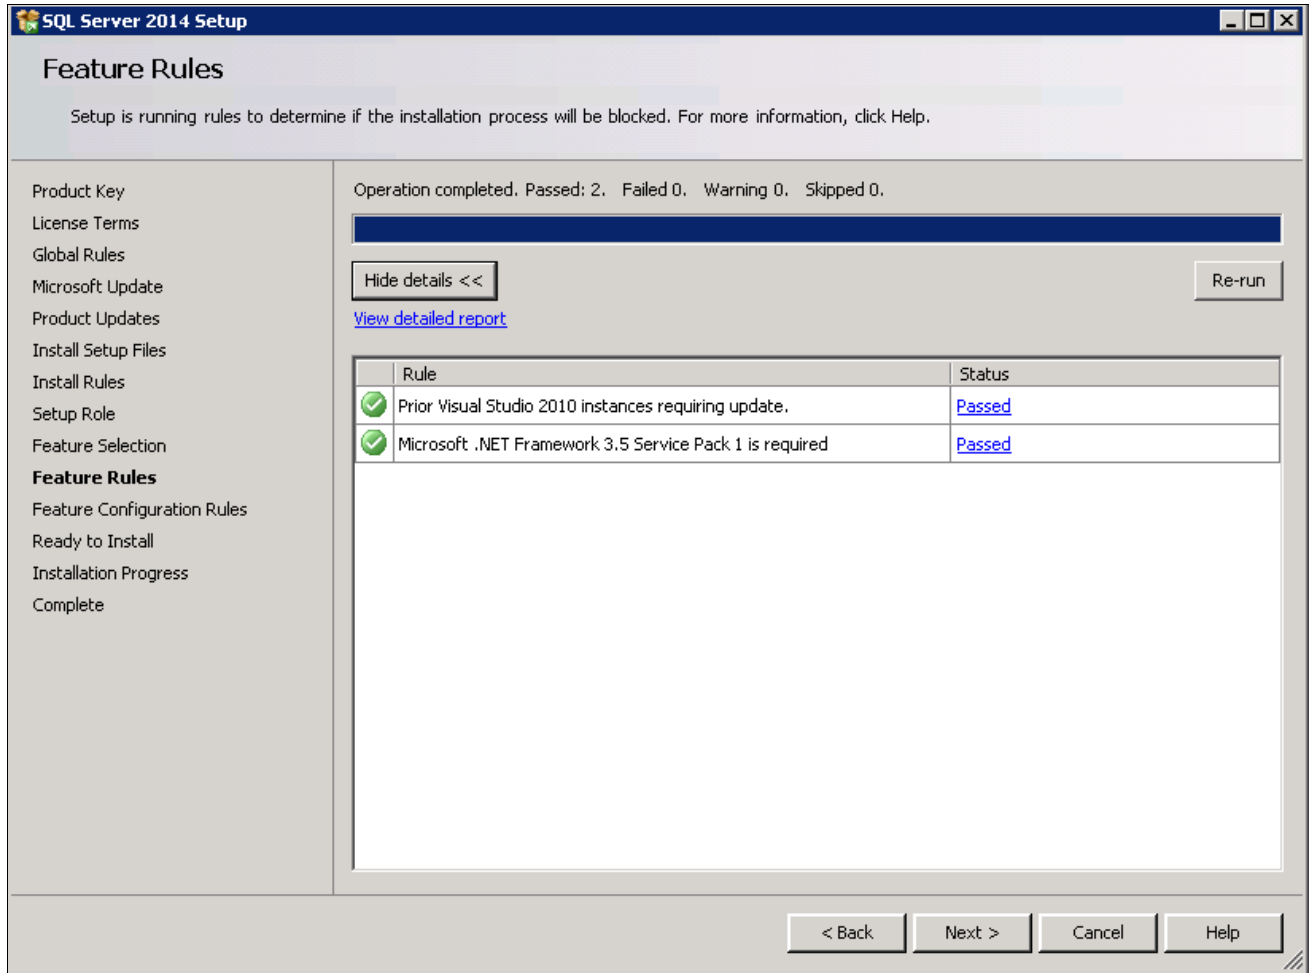 SQL Server 2014 Setup
Feature Rules
Setup is running rules to determine if the installation process will be blocked. For more information, click Help.
Product Key
License Terms
Global Rules
Microsoft Update
Product Updates
Install Setup Files
Install Rules
Setup Role
Feature Selection
Feature Rules
Feature Configuration Rules
Ready to Install
Installation Progress
Complete
Operation completed. Passed: 2. Failed 0. Warning 0. Skipped 0.
Hide details << Re-run
View detailed report
Rule Status
Prior Visual Studio 2010 instances requiring update. Passed
Microsoft .NET Framework 3.5 Service Pack 1 is required Passed
< Back Next > Cancel Help